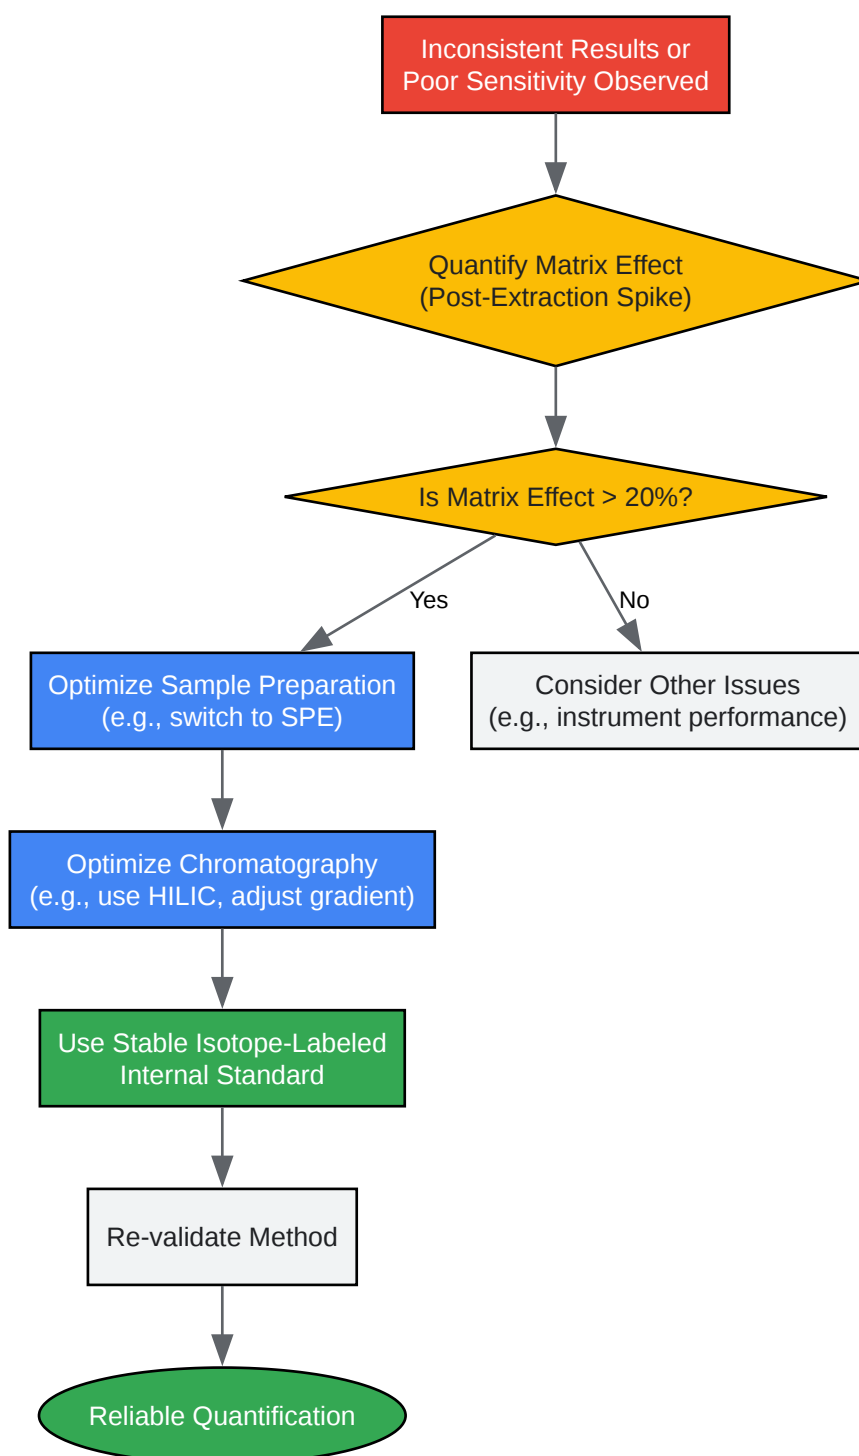 Inconsistent Results or
Poor Sensitivity Observed
Quantify Matrix Effect
(Post-Extraction Spike)
Is Matrix Effect > 20%?
Yes
No
Optimize Sample Preparation
(e.g., switch to SPE)
Consider Other Issues
(e.g., instrument performance)
Optimize Chromatography
(e.g., use HILIC, adjust gradient)
Use Stable Isotope-Labeled
Internal Standard
Re-validate Method
Reliable Quantification